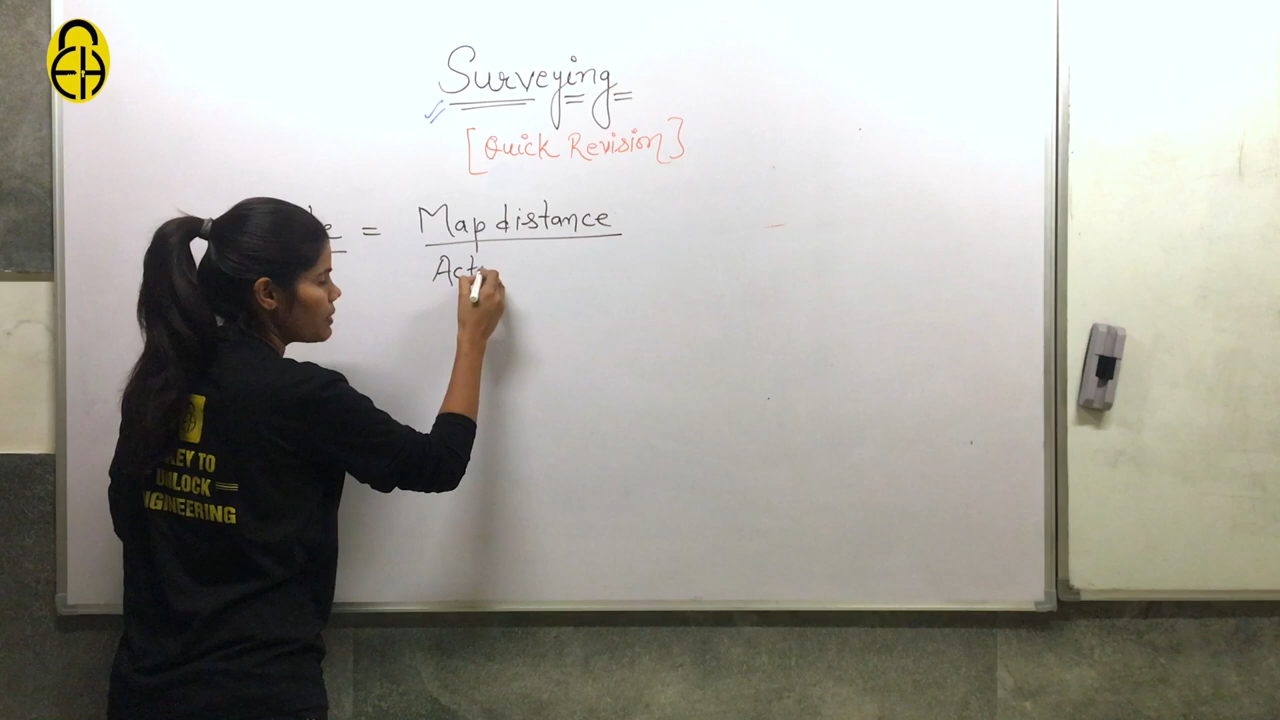 Surveying
[Quick Revision]
= Map distance
Act
KEY TO
UNLOCK
ENGINEERING